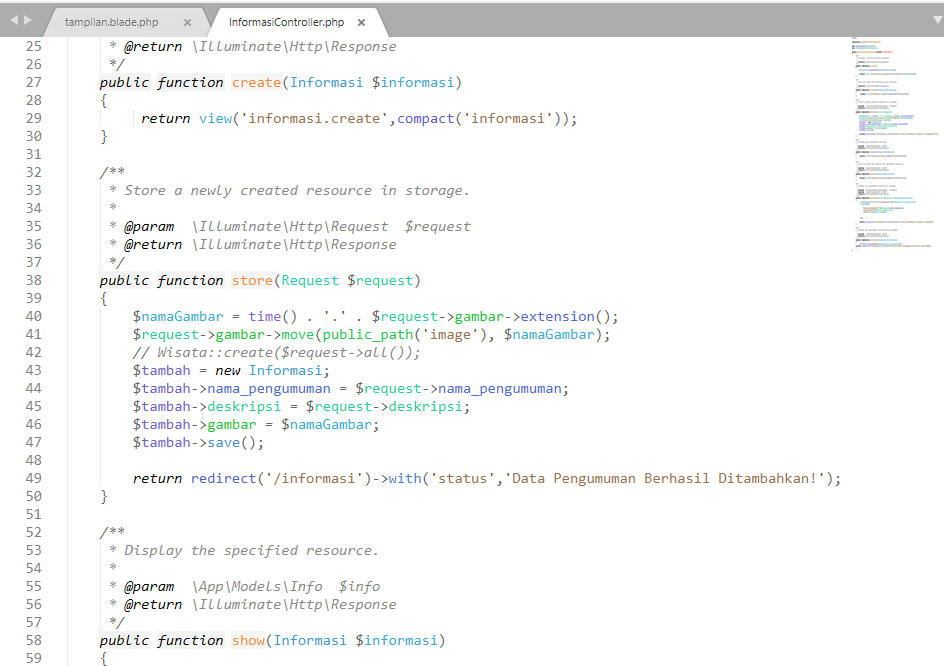 tampilan.blade.php × InformasiController.php ×
25 * @return \Illuminate\Http\Response
26 */
27 public function create(Informasi $informasi)
28 {
29 return view('informasi.create',compact('informasi'));
30 }
31
32 /**
33 * Store a newly created resource in storage.
34 *
35 * @param \Illuminate\Http\Request $request
36 * @return \Illuminate\Http\Response
37 */
38 public function store(Request $request)
39 {
40 $namaGambar = time() . '.' . $request->gambar->extension();
41 $request->gambar->move(public_path('image'), $namaGambar);
42 // Wisata::create($request->all());
43 $tambah = new Informasi;
44 $tambah->nama_pengumuman = $request->nama_pengumuman;
45 $tambah->deskripsi = $request->deskripsi;
46 $tambah->gambar = $namaGambar;
47 $tambah->save();
48
49 return redirect('/informasi')->with('status','Data Pengumuman Berhasil Ditambahkan!');
50 }
51
52 /**
53 * Display the specified resource.
54 *
55 * @param \App\Models\Info $info
56 * @return \Illuminate\Http\Response
57 */
58 public function show(Informasi $informasi)
59 {